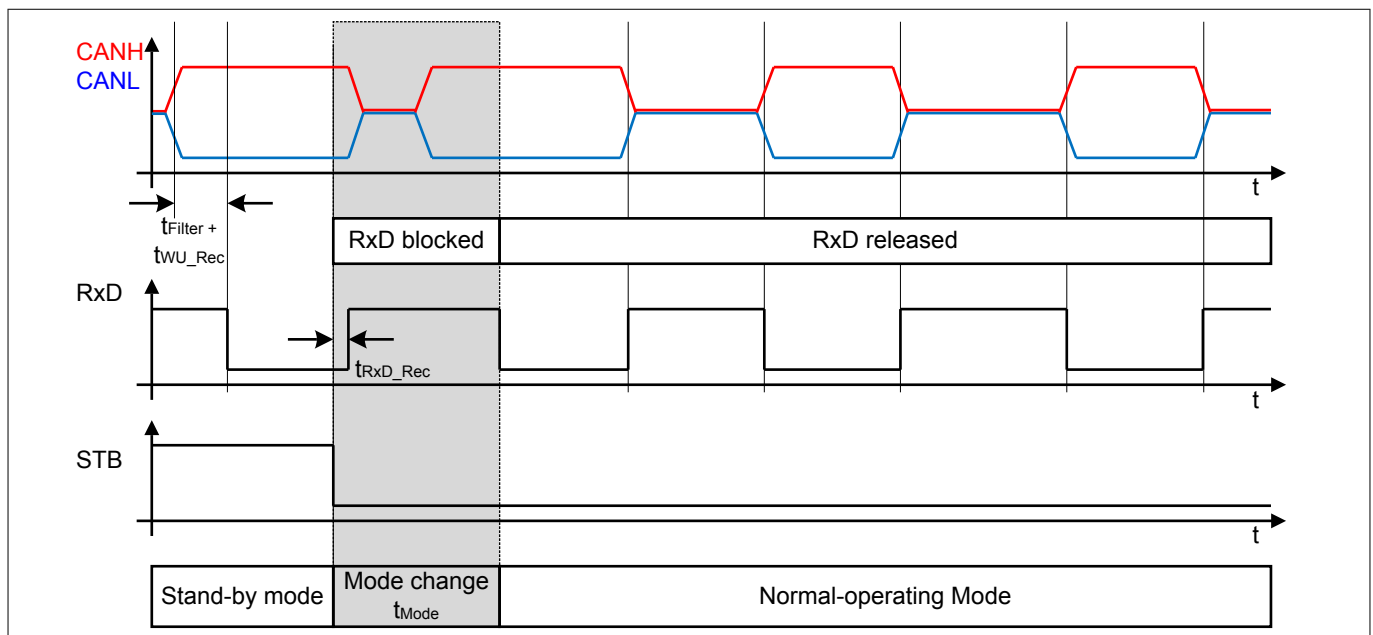 CANH
CANL
t
tFilter +
tWU_Rec
RxD blocked
RxD released
RxD
tRxD_Rec
t
STB
t
Stand-by mode
Mode change
tMode
Normal-operating Mode